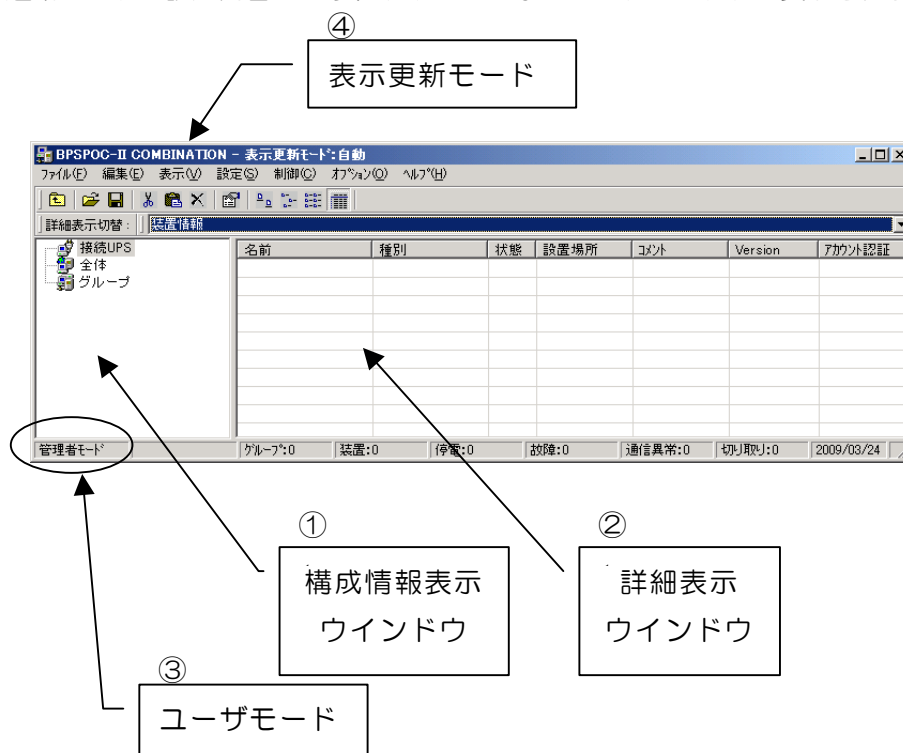 ④
表示更新モード
BPSPOC-II COMBINATION - 表示更新ﾓｰﾄﾞ:自動
ﾌｧｲﾙ(F) 編集(E) 表示(V) 設定(S) 制御(C) ｵﾌﾟｼｮﾝ(O) ﾍﾙﾌﾟ(H)
詳細表示切替: 装置情報
接続UPS
全体
グループ
名前 種別 状態 設置場所 ｺﾒﾝﾄ Version ｱｶｳﾝﾄ認証
管理者ﾓｰﾄﾞ ｸﾞﾙｰﾌﾟ:0 装置:0 停電:0 故障:0 通信異常:0 切り取り:0 2009/03/24
①
構成情報表示
ウインドウ
②
詳細表示
ウインドウ
③
ユーザモード